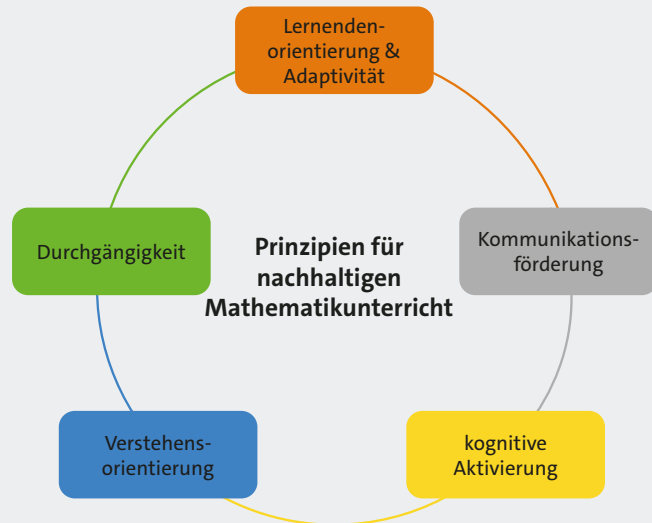 Lernenden-
orientierung &
Adaptivität
Durchgängigkeit
Prinzipien für
nachhaltigen
Mathematikunterricht
Kommunikations-
förderung
Verstehens-
orientierung
kognitive
Aktivierung